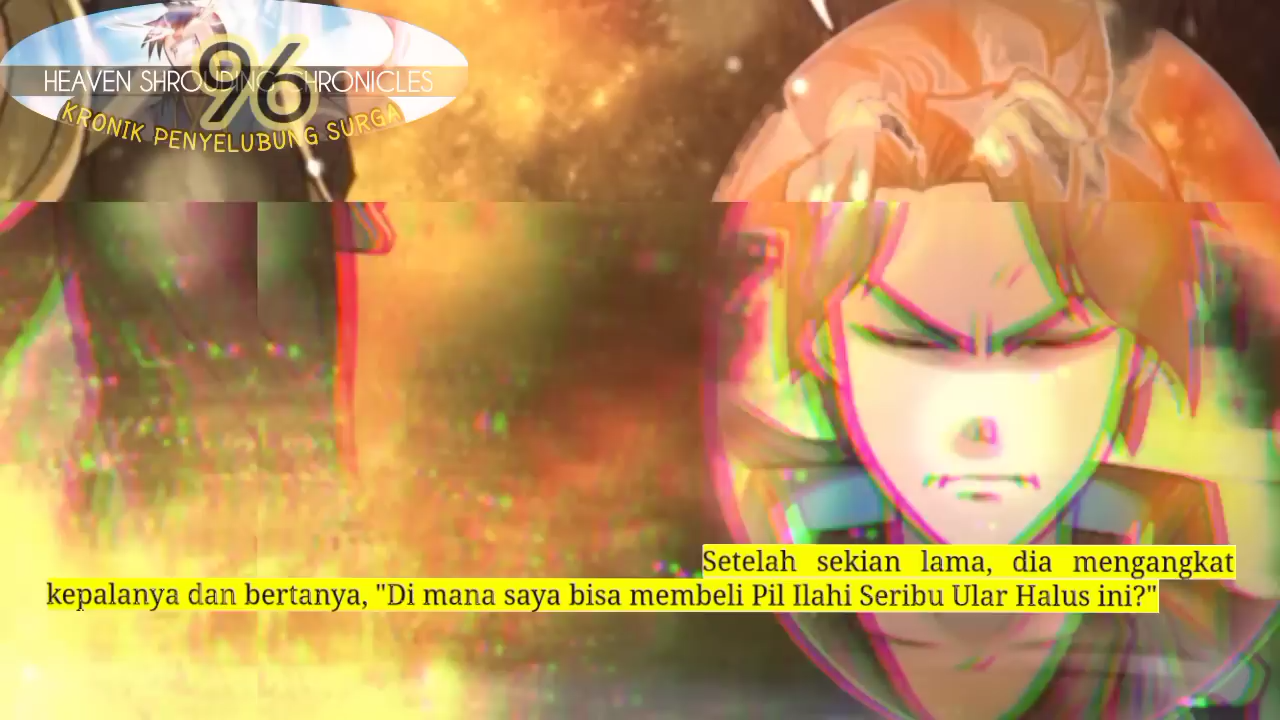 96
HEAVEN SHROUDING CHRONICLES
KRONIK PENYELUBUNG SURGA
Setelah sekian lama, dia mengangkat
kepalanya dan bertanya, "Di mana saya bisa membeli Pil Ilahi Seribu Ular Halus ini?"